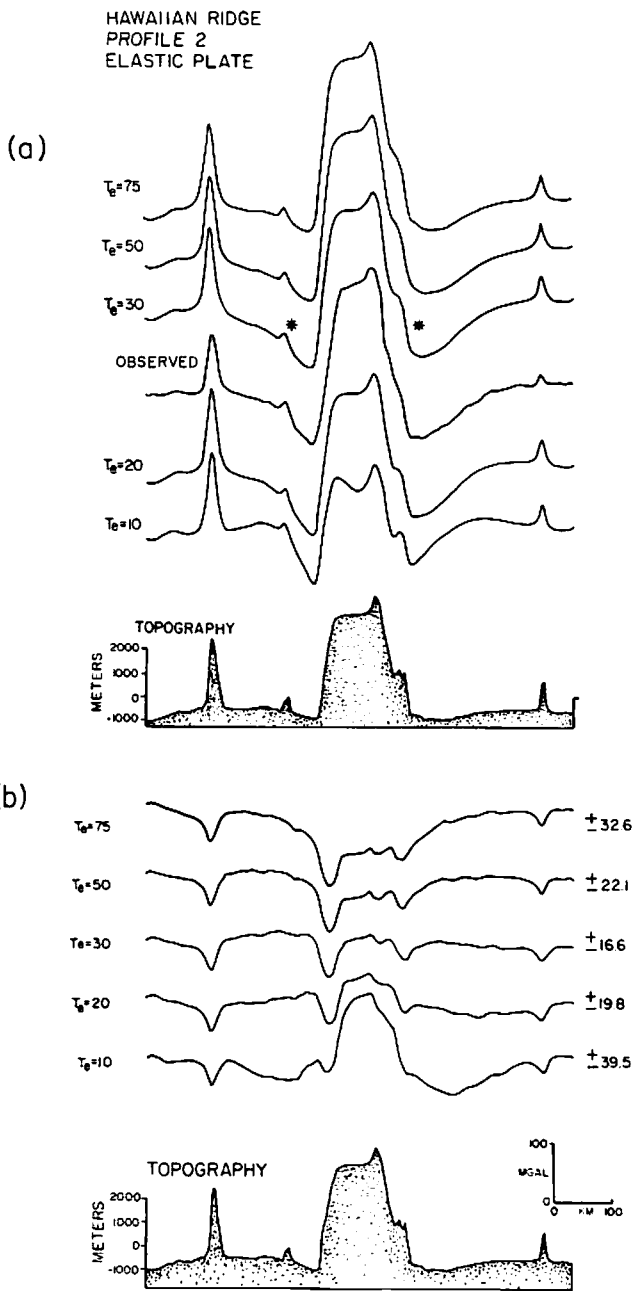 HAWAIIAN RIDGE
PROFILE 2
ELASTIC PLATE
(a)
Te=75
Te=50
Te=30
* *
OBSERVED
Te=20
Te=10
TOPOGRAPHY
METERS
2000
1000
0
-1000
(b)
Te=75 ±32.6
Te=50 ±22.1
Te=30 ±16.6
Te=20 ±19.8
Te=10 ±39.5
TOPOGRAPHY
METERS
2000
1000
0
-1000
100
MGAL
0
0 KM 100